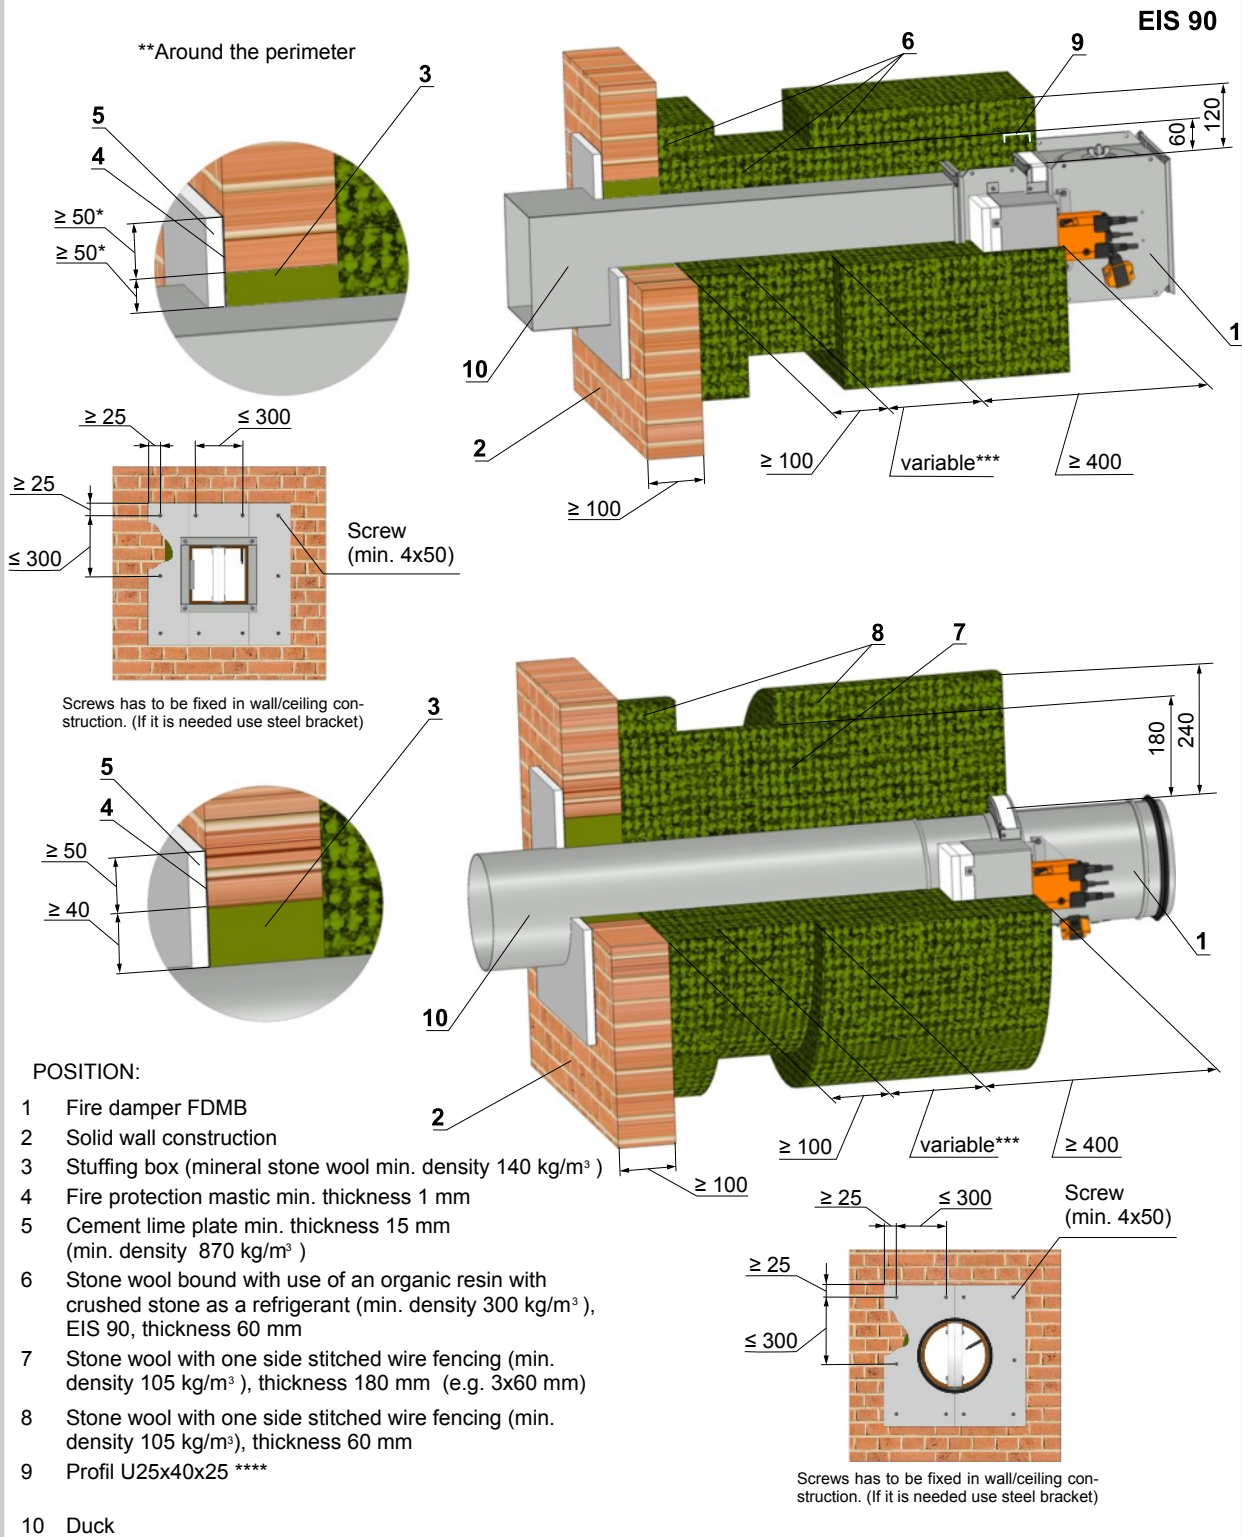 EIS 90
**Around the perimeter
3
5
4
≥ 50*
≥ 50*
6
9
120
60
1
10
2
≥ 100
variable***
≥ 400
≥ 100
≥ 25
≤ 300
≥ 25
≤ 300
Screw
(min. 4x50)
Screws has to be fixed in wall/ceiling con-
struction. (If it is needed use steel bracket)
3
5
4
≥ 50
≥ 40
8
7
180
240
1
10
2
≥ 100
variable***
≥ 400
≥ 100
≥ 25
≤ 300
Screw
(min. 4x50)
≥ 25
≤ 300
Screws has to be fixed in wall/ceiling con-
struction. (If it is needed use steel bracket)
POSITION:
1 Fire damper FDMB
2 Solid wall construction
3 Stuffing box (mineral stone wool min. density 140 kg/m³ )
4 Fire protection mastic min. thickness 1 mm
5 Cement lime plate min. thickness 15 mm
(min. density 870 kg/m³ )
6 Stone wool bound with use of an organic resin with
crushed stone as a refrigerant (min. density 300 kg/m³ ),
EIS 90, thickness 60 mm
7 Stone wool with one side stitched wire fencing (min.
density 105 kg/m³ ), thickness 180 mm (e.g. 3x60 mm)
8 Stone wool with one side stitched wire fencing (min.
density 105 kg/m³), thickness 60 mm
9 Profil U25x40x25 ****
10 Duck